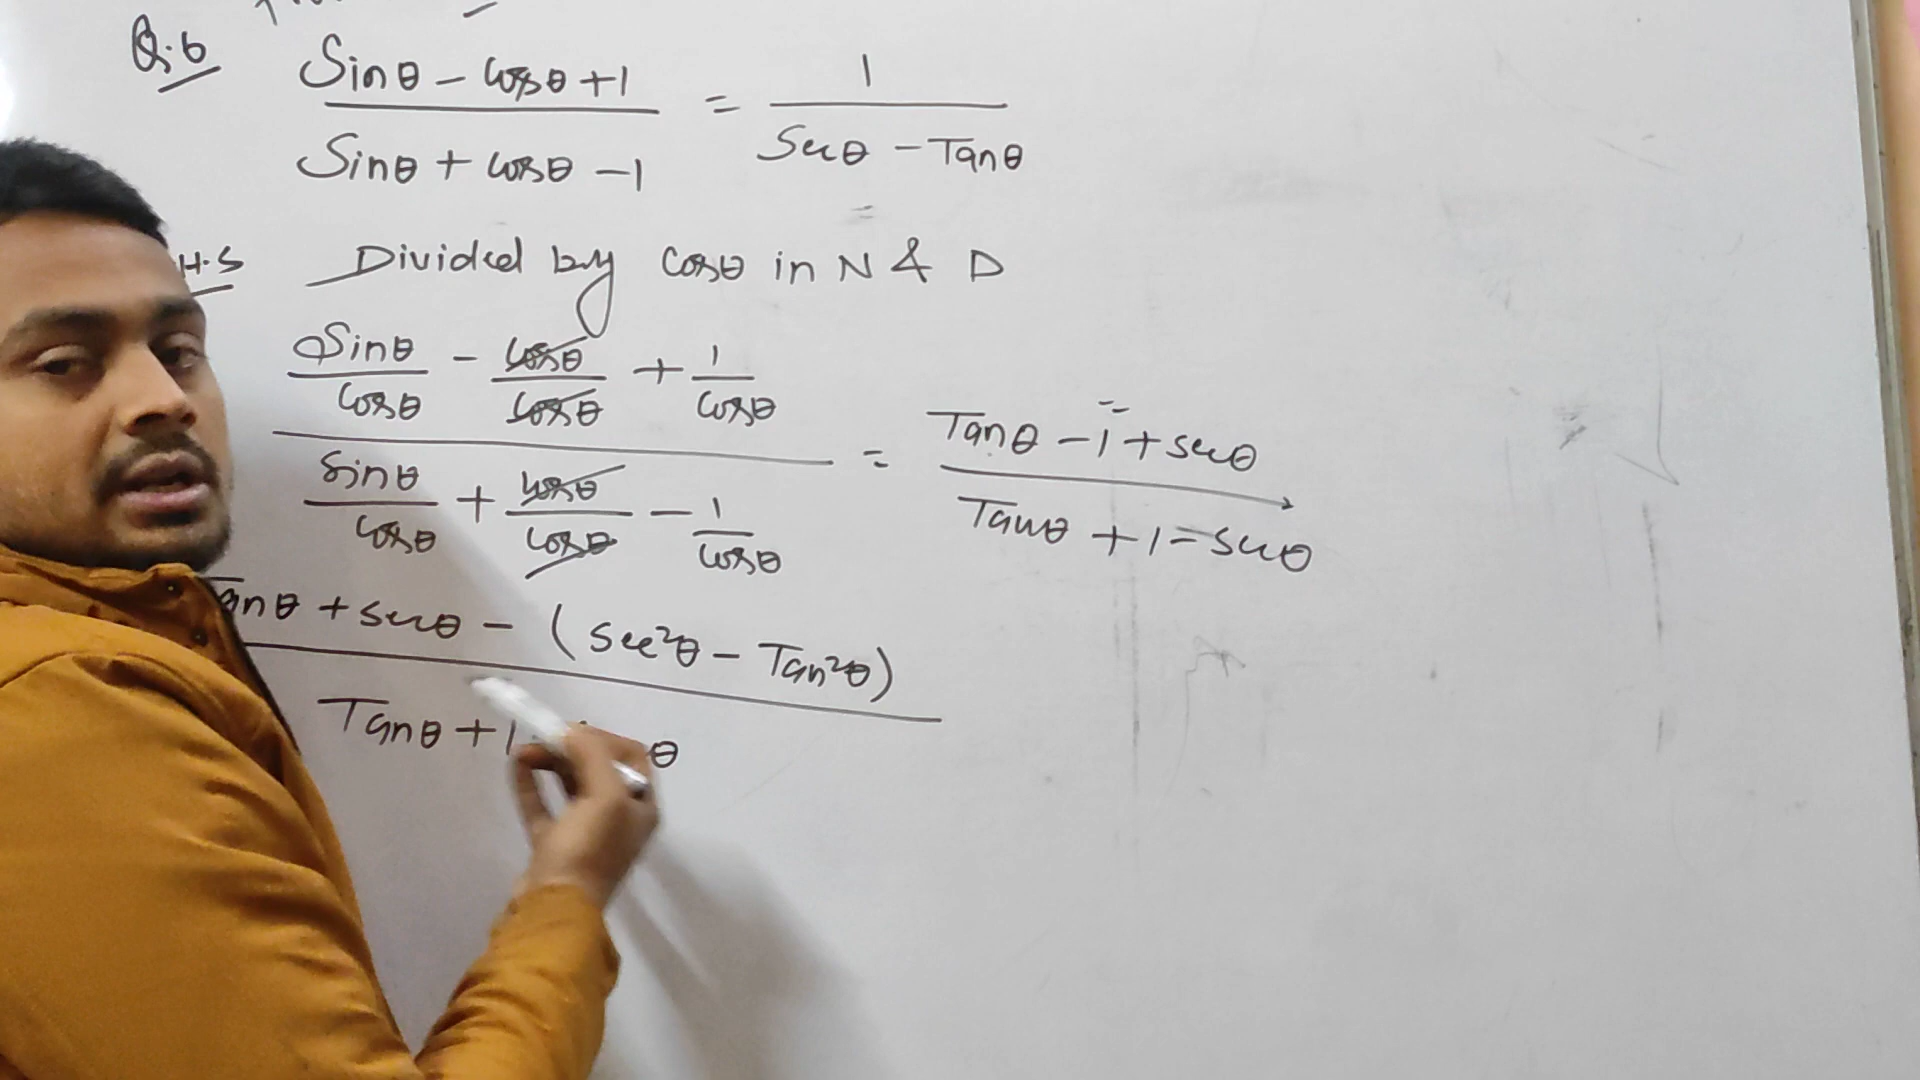 Q.6 Sinθ - cosθ + 1 / Sinθ + cosθ - 1 = 1 / Secθ - Tanθ
H.S Divided by cosθ in N & D
Sinθ/cosθ - cosθ/cosθ + 1/cosθ / Sinθ/cosθ + cosθ/cosθ - 1/cosθ = Tanθ - 1 + secθ / Tanθ + 1 - secθ
Tanθ + secθ - (sec²θ - Tan²θ) / Tanθ + 1 θ